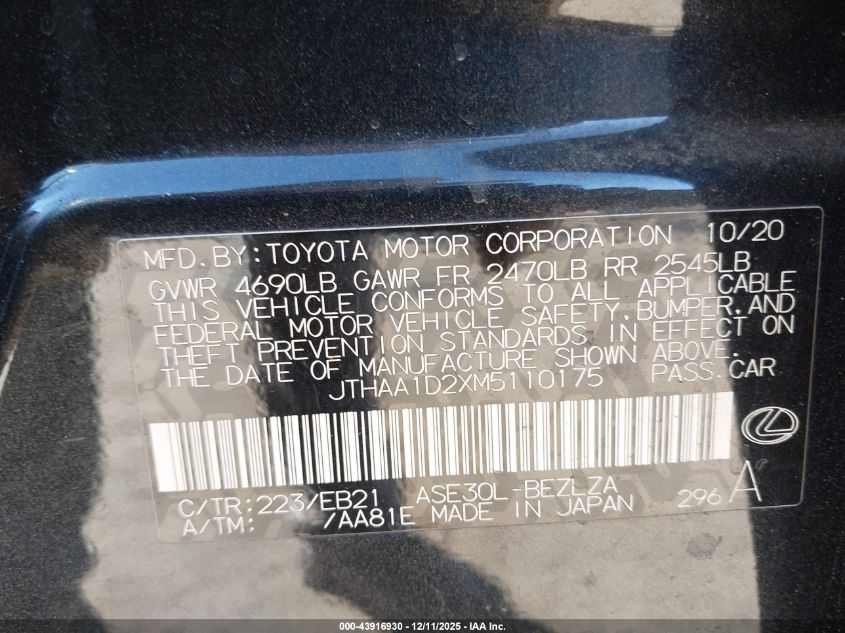 MFD. BY: TOYOTA MOTOR CORPORATION 10/20
GVWR 4690LB GAWR FR 2470LB RR 2545LB
THIS VEHICLE CONFORMS TO ALL APPLICABLE
FEDERAL MOTOR VEHICLE SAFETY, BUMPER, AND
THEFT PREVENTION STANDARDS IN EFFECT ON
THE DATE OF MANUFACTURE SHOWN ABOVE.
JTHAA1D2XM5110175 PASS. CAR
C/TR: 223/EB21 ASE30L-BEZLZA 296 A
A/TM: /AA81E MADE IN JAPAN
000-43916930 - 12/11/2025 - IAA Inc.